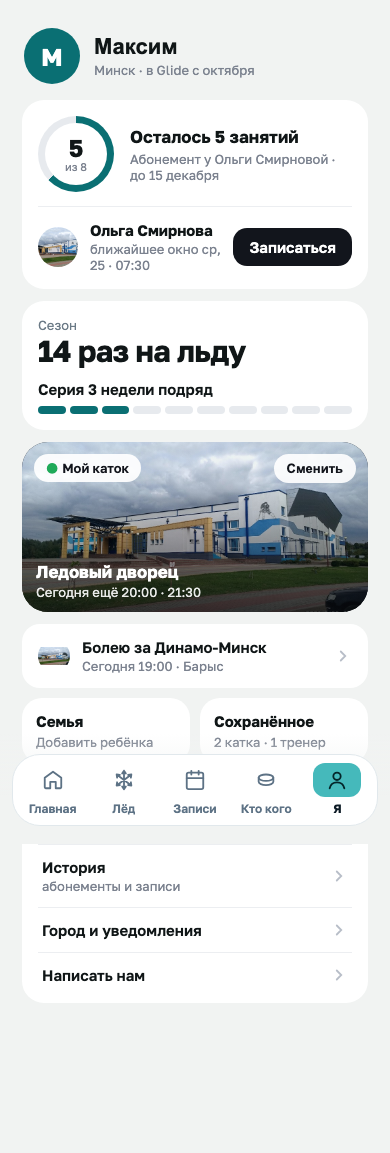 М
Максим
Минск · в Glide с октября
5
из 8
Осталось 5 занятий
Абонемент у Ольги Смирновой ·
до 15 декабря
Ольга Смирнова
ближайшее окно ср,
25 · 07:30
Записаться
Сезон
14 раз на льду
Серия 3 недели подряд
Мой каток
Сменить
Ледовый дворец
Сегодня ещё 20:00 · 21:30
Болею за Динамо-Минск
Сегодня 19:00 · Барыс
Семья
Добавить ребёнка
Сохранённое
2 катка · 1 тренер
Главная
Лёд
Записи
Кто кого
Я
История
абонементы и записи
Город и уведомления
Написать нам